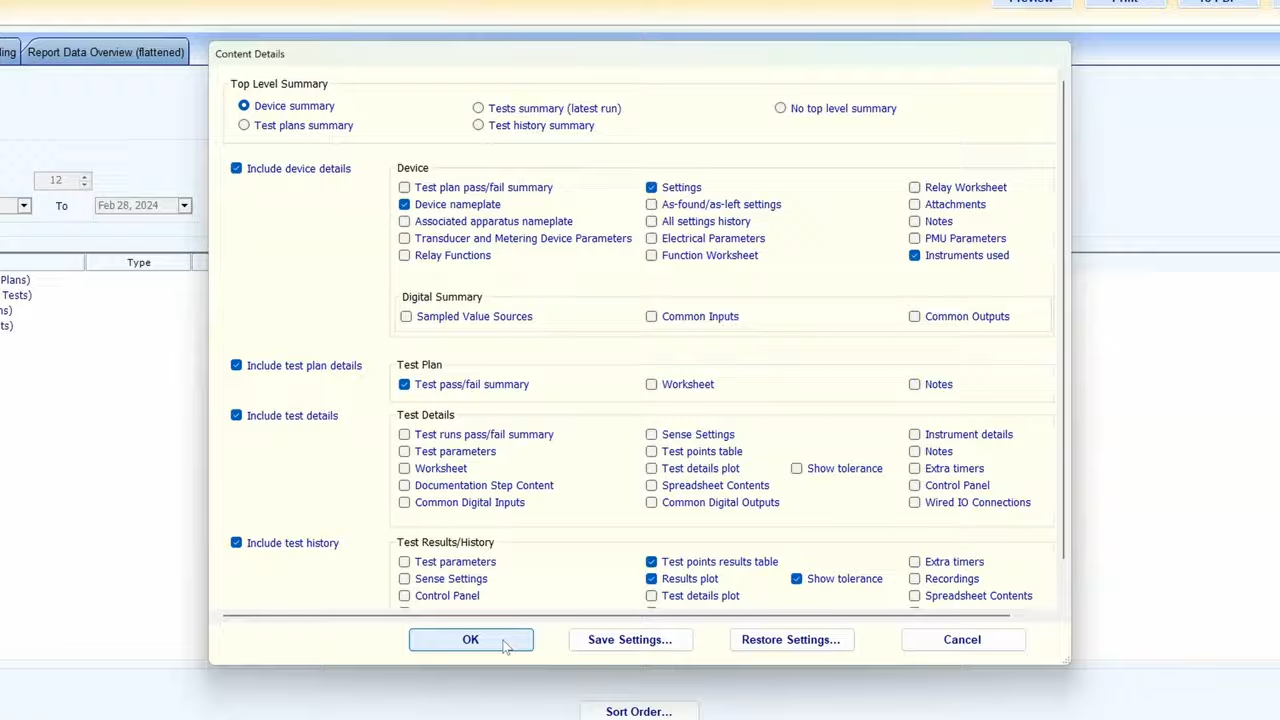 Preview Print To PDF
ling Report Data Overview (flattened)
Content Details
Top Level Summary
Device summary Tests summary (latest run) No top level summary
Test plans summary Test history summary
Include device details Device
12
Test plan pass/fail summary Settings Relay Worksheet
To Feb 28, 2024 Device nameplate As-found/as-left settings Attachments
Associated apparatus nameplate All settings history Notes
Transducer and Metering Device Parameters Electrical Parameters PMU Parameters
Relay Functions Function Worksheet Instruments used
Type
Plans)
Tests)
ns)
ts)
Digital Summary
Sampled Value Sources Common Inputs Common Outputs
Include test plan details Test Plan
Test pass/fail summary Worksheet Notes
Include test details Test Details
Test runs pass/fail summary Sense Settings Instrument details
Test parameters Test points table Notes
Worksheet Test details plot Show tolerance Extra timers
Documentation Step Content Spreadsheet Contents Control Panel
Common Digital Inputs Common Digital Outputs Wired IO Connections
Include test history Test Results/History
Test parameters Test points results table Extra timers
Sense Settings Results plot Show tolerance Recordings
Control Panel Test details plot Spreadsheet Contents
OK Save Settings... Restore Settings... Cancel
Sort Order...